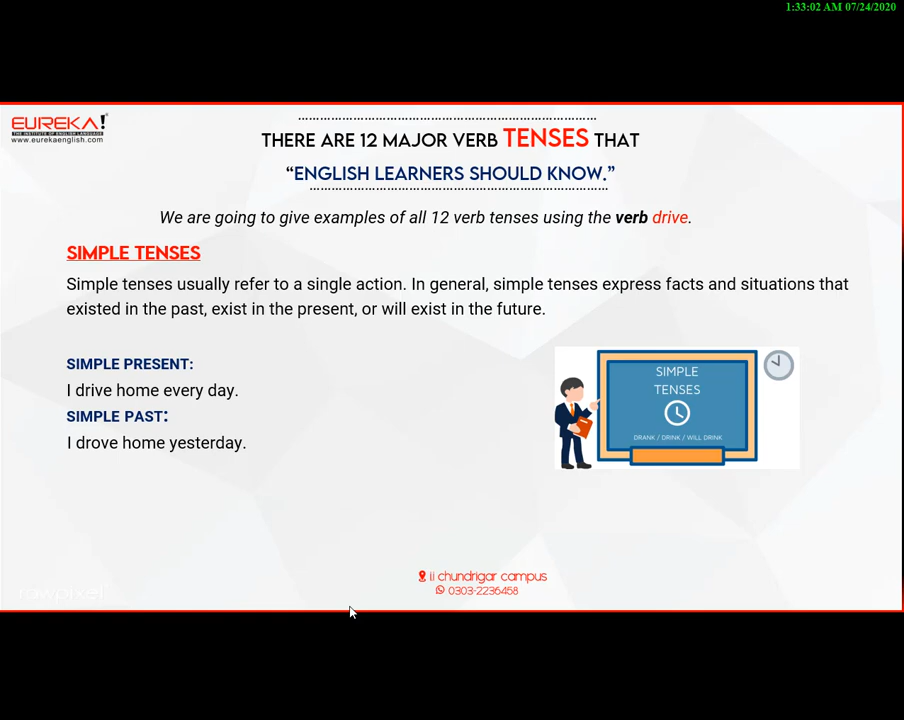 1:33:02 AM 07/24/2020
EUREKA!
THE INSTITUTE OF ENGLISH LANGUAGE
www.eurekaenglish.com
THERE ARE 12 MAJOR VERB TENSES THAT
“ENGLISH LEARNERS SHOULD KNOW.”
We are going to give examples of all 12 verb tenses using the verb drive.
SIMPLE TENSES
Simple tenses usually refer to a single action. In general, simple tenses express facts and situations that
existed in the past, exist in the present, or will exist in the future.
SIMPLE PRESENT:
I drive home every day.
SIMPLE PAST:
I drove home yesterday.
SIMPLE
TENSES
DRANK / DRINK / WILL DRINK
ii chundrigar campus
0303-2236458
rawpixel